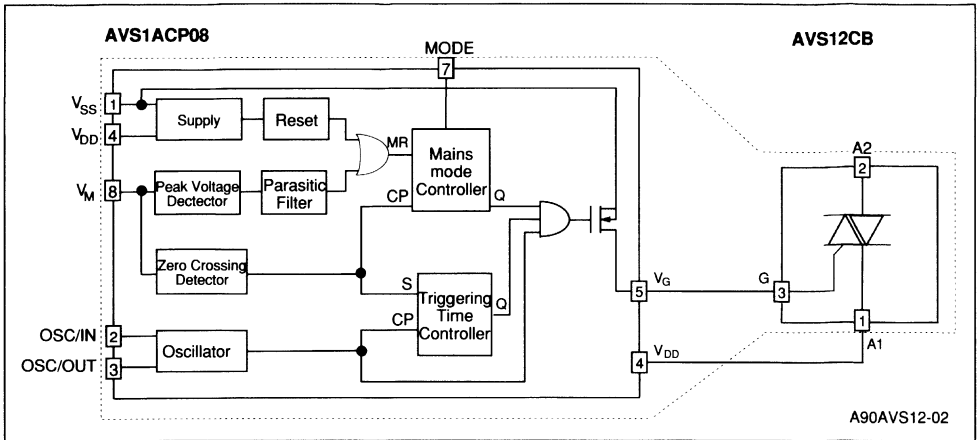 AVS1ACP08
AVS12CB
MODE
7
VSS
1
Supply
Reset
VDD
4
MR
Mains
mode
Controller
A2
2
VM
8
Peak Voltage
Dectector
Parasitic
Filter
CP
Q
Zero Crossing
Detector
S
Triggering
Time
Controller
Q
CP
5
VG
G
3
OSC/IN
2
Oscillator
OSC/OUT
3
1
A1
4
VDD
A90AVS12-02